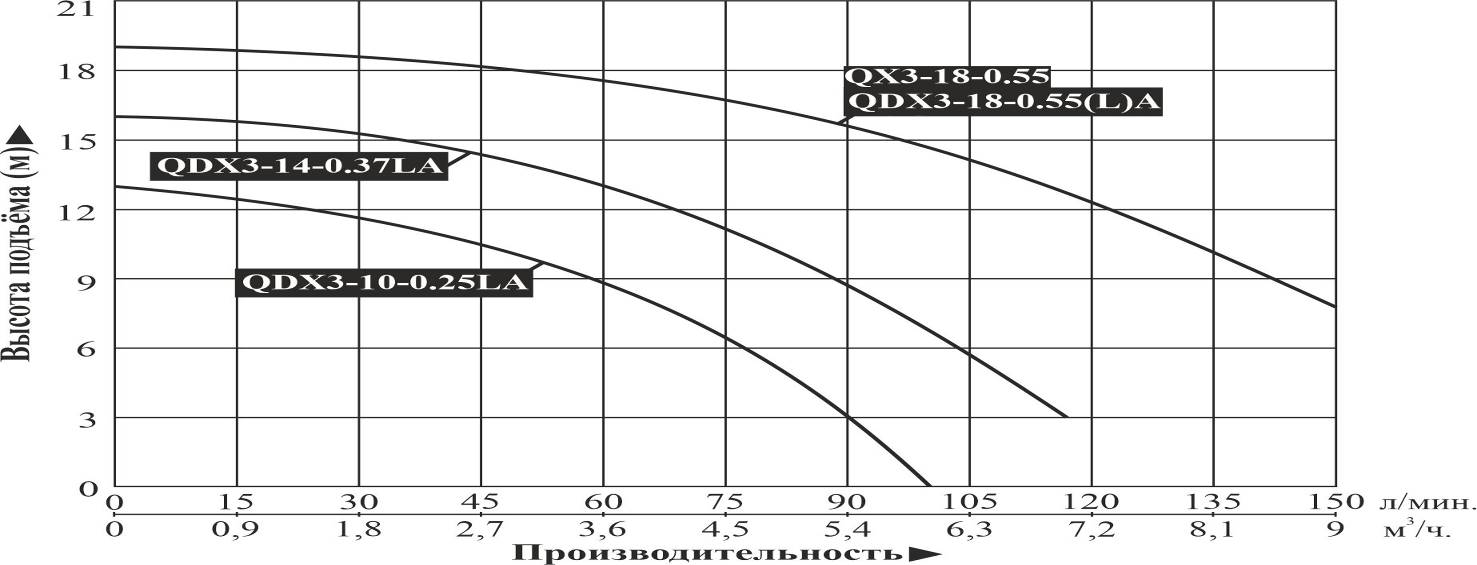 21
18
15
12
9
6
3
0
Высота подъёма (м)
QX3-18-0.55
QDX3-18-0.55(L)A
QDX3-14-0.37LA
QDX3-10-0.25LA
0 15 30 45 60 75 90 105 120 135 150 л/мин.
0 0,9 1,8 2,7 3,6 4,5 5,4 6,3 7,2 8,1 9 м³/ч.
Производительность